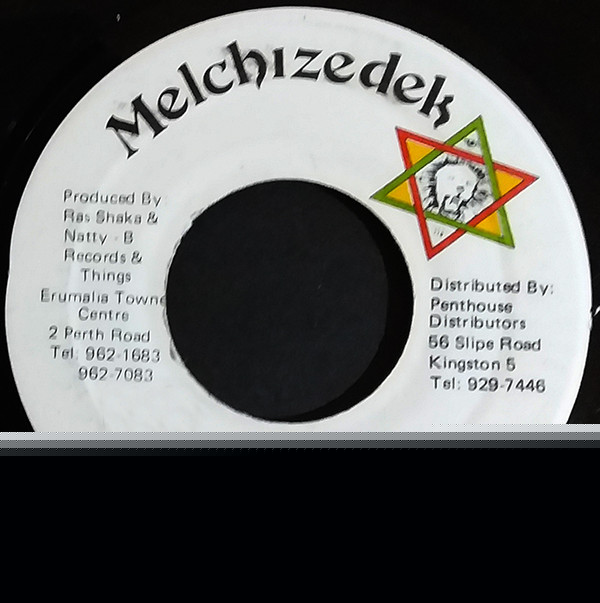 Melchizedek
Produced By
Ras Shaka &
Natty - B
Records &
Things
Erumalia Towne
Centre
2 Perth Road
Tel: 962-1683
962-7083
Distributed By:
Penthouse
Distributors
56 Slipe Road
Kingston 5
Tel: 929-7446